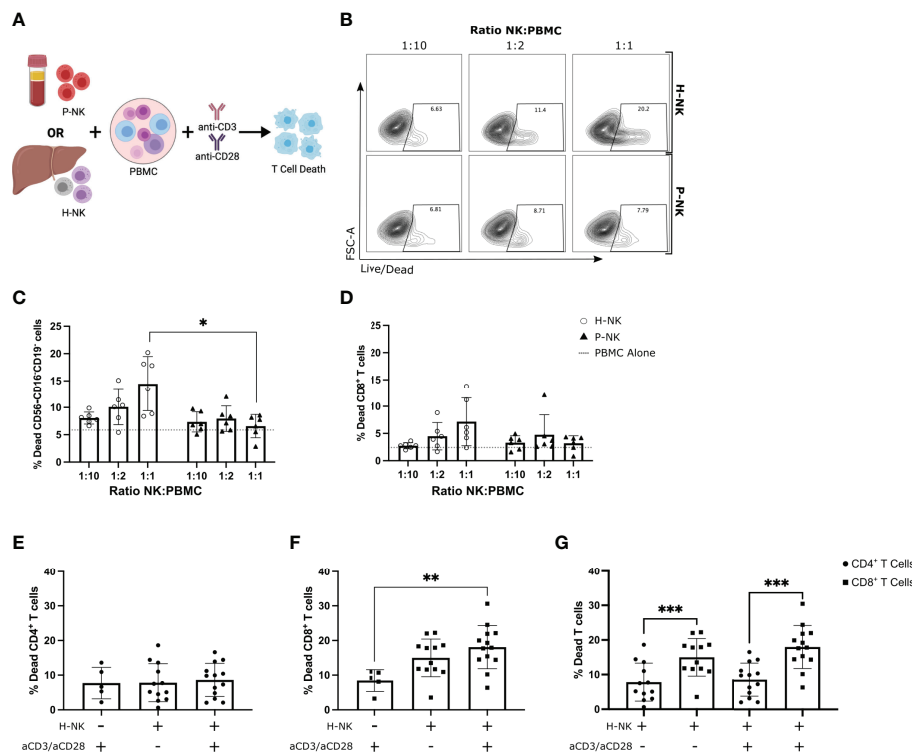 A
P-NK
OR
H-NK
+
PBMC
+
anti-CD3
anti-CD28
T Cell Death
B
Ratio NK:PBMC
1:10 1:2 1:1
6.63 11.4 20.2
H-NK
6.81 8.71 7.79
P-NK
FSC-A
Live/Dead
C
% Dead CD56-CD16-CD19- cells
25
20
15
10
5
0
*
1:10 1:2 1:1 1:10 1:2 1:1
Ratio NK:PBMC
D
% Dead CD8+ T cells
25
20
15
10
5
0
1:10 1:2 1:1 1:10 1:2 1:1
Ratio NK:PBMC
H-NK
P-NK
PBMC Alone
E
% Dead CD4+ T cells
40
30
20
10
0
H-NK - + +
aCD3/aCD28 + - +
F
% Dead CD8+ T cells
40
30
20
10
0
**
H-NK - + +
aCD3/aCD28 + - +
G
% Dead T cells
40
30
20
10
0
***
***
H-NK + + + +
aCD3/aCD28 - - + +
CD4+ T Cells
CD8+ T Cells